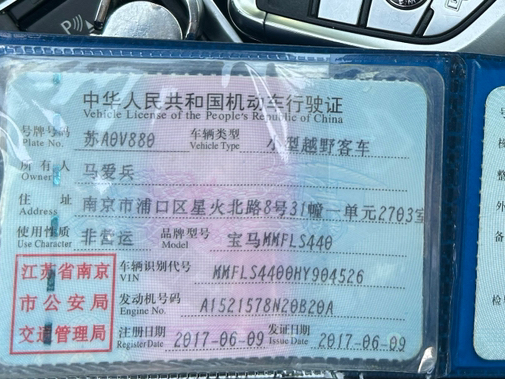 中华人民共和国机动车行驶证
Vehicle License of the People's Republic of China
号牌号码 苏A0V880 车辆类型 小型越野客车
Plate No. Vehicle Type
所有人 马爱兵
Owner
住址 南京市浦口区星火北路8号31幢一单元2703室
Address
使用性质 非营运 品牌型号 宝马MMFLS440
Use Character Model
江苏省南京
市公安局
交通管理局
车辆识别代号 MMFLS4400HY904526
VIN
发动机号码 A1521578N20B20A
Engine No.
注册日期 2017-06-09 发证日期 2017-06-09
Register Date Issue Date